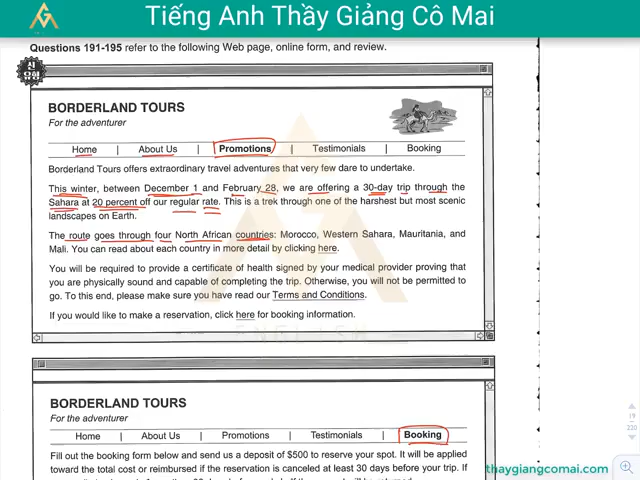 Tiếng Anh Thầy Giảng Cô Mai
Questions 191-195 refer to the following Web page, online form, and review.
BORDERLAND TOURS
For the adventurer
Home | About Us | Promotions | Testimonials | Booking
Borderland Tours offers extraordinary travel adventures that very few dare to undertake.
This winter, between December 1 and February 28, we are offering a 30-day trip through the
Sahara at 20 percent off our regular rate. This is a trek through one of the harshest but most scenic
landscapes on Earth.
The route goes through four North African countries: Morocco, Western Sahara, Mauritania, and
Mali. You can read about each country in more detail by clicking here.
You will be required to provide a certificate of health signed by your medical provider proving that
you are physically sound and capable of completing the trip. Otherwise, you will not be permitted to
go. To this end, please make sure you have read our Terms and Conditions.
If you would like to make a reservation, click here for booking information.
ENGLISH
BORDERLAND TOURS
For the adventurer
Home | About Us | Promotions | Testimonials | Booking
Fill out the booking form below and send us a deposit of $500 to reserve your spot. It will be applied
toward the total cost or reimbursed if the reservation is canceled at least 30 days before your trip. If
thaygiangcomai.com
19
220